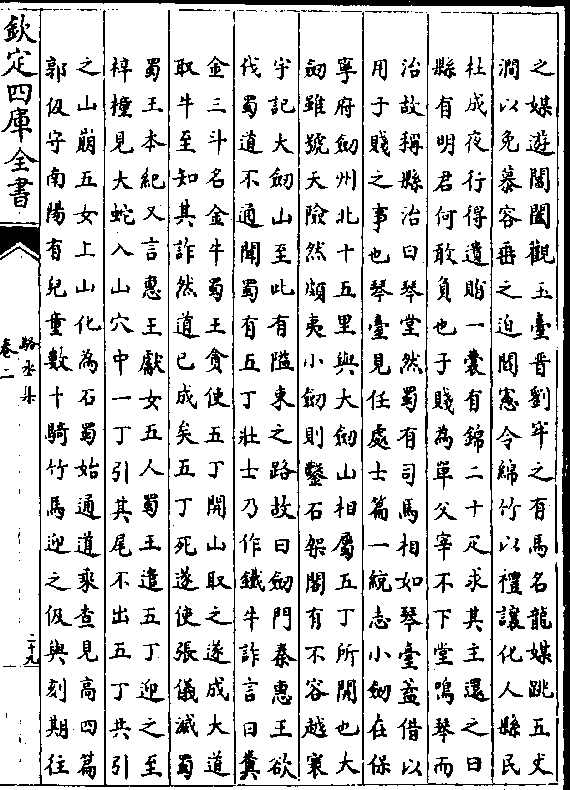 之媒遊閶闔觀玉臺晋劉牢之有馬名龍媒跳五丈
澗以免慕容垂之迫閻憲令綿竹以禮讓化人縣民
杜成夜行得遺賄一囊有錦二十疋求其主還之曰
縣有明君何敢負也子賤為單父宰不下堂鳴琴而
治故稱縣治曰琴堂然蜀有司馬相如琴臺葢借以
用子賤之事也琴臺見任處士篇一統志小劒在保
寧府劒州北十五里與大劒山相屬五丁所開也大
劒雖號天險然頗夷小劒則鑿石架閣有不容越寰
宇記大劒山至此有隘束之路故曰劒門秦惠王欲
伐蜀道不通聞蜀有五丁壯士乃作鐵牛詐言曰糞
金三斗名金牛蜀王貪使五丁開山取之遂成大道
取牛至知其詐然道已成矣五丁死遂使張儀滅蜀
蜀王本紀又言惠王獻女五人蜀王遣五丁迎之至
梓橦見大蛇入山穴中一丁引其尾不出五丁共引
之山崩五女上山化為石蜀始通道乘查見高四篇
郭伋守南陽有兒童數十騎竹馬迎之伋與刻期往
欽定四庫全書
駱丞集
卷二
二十九